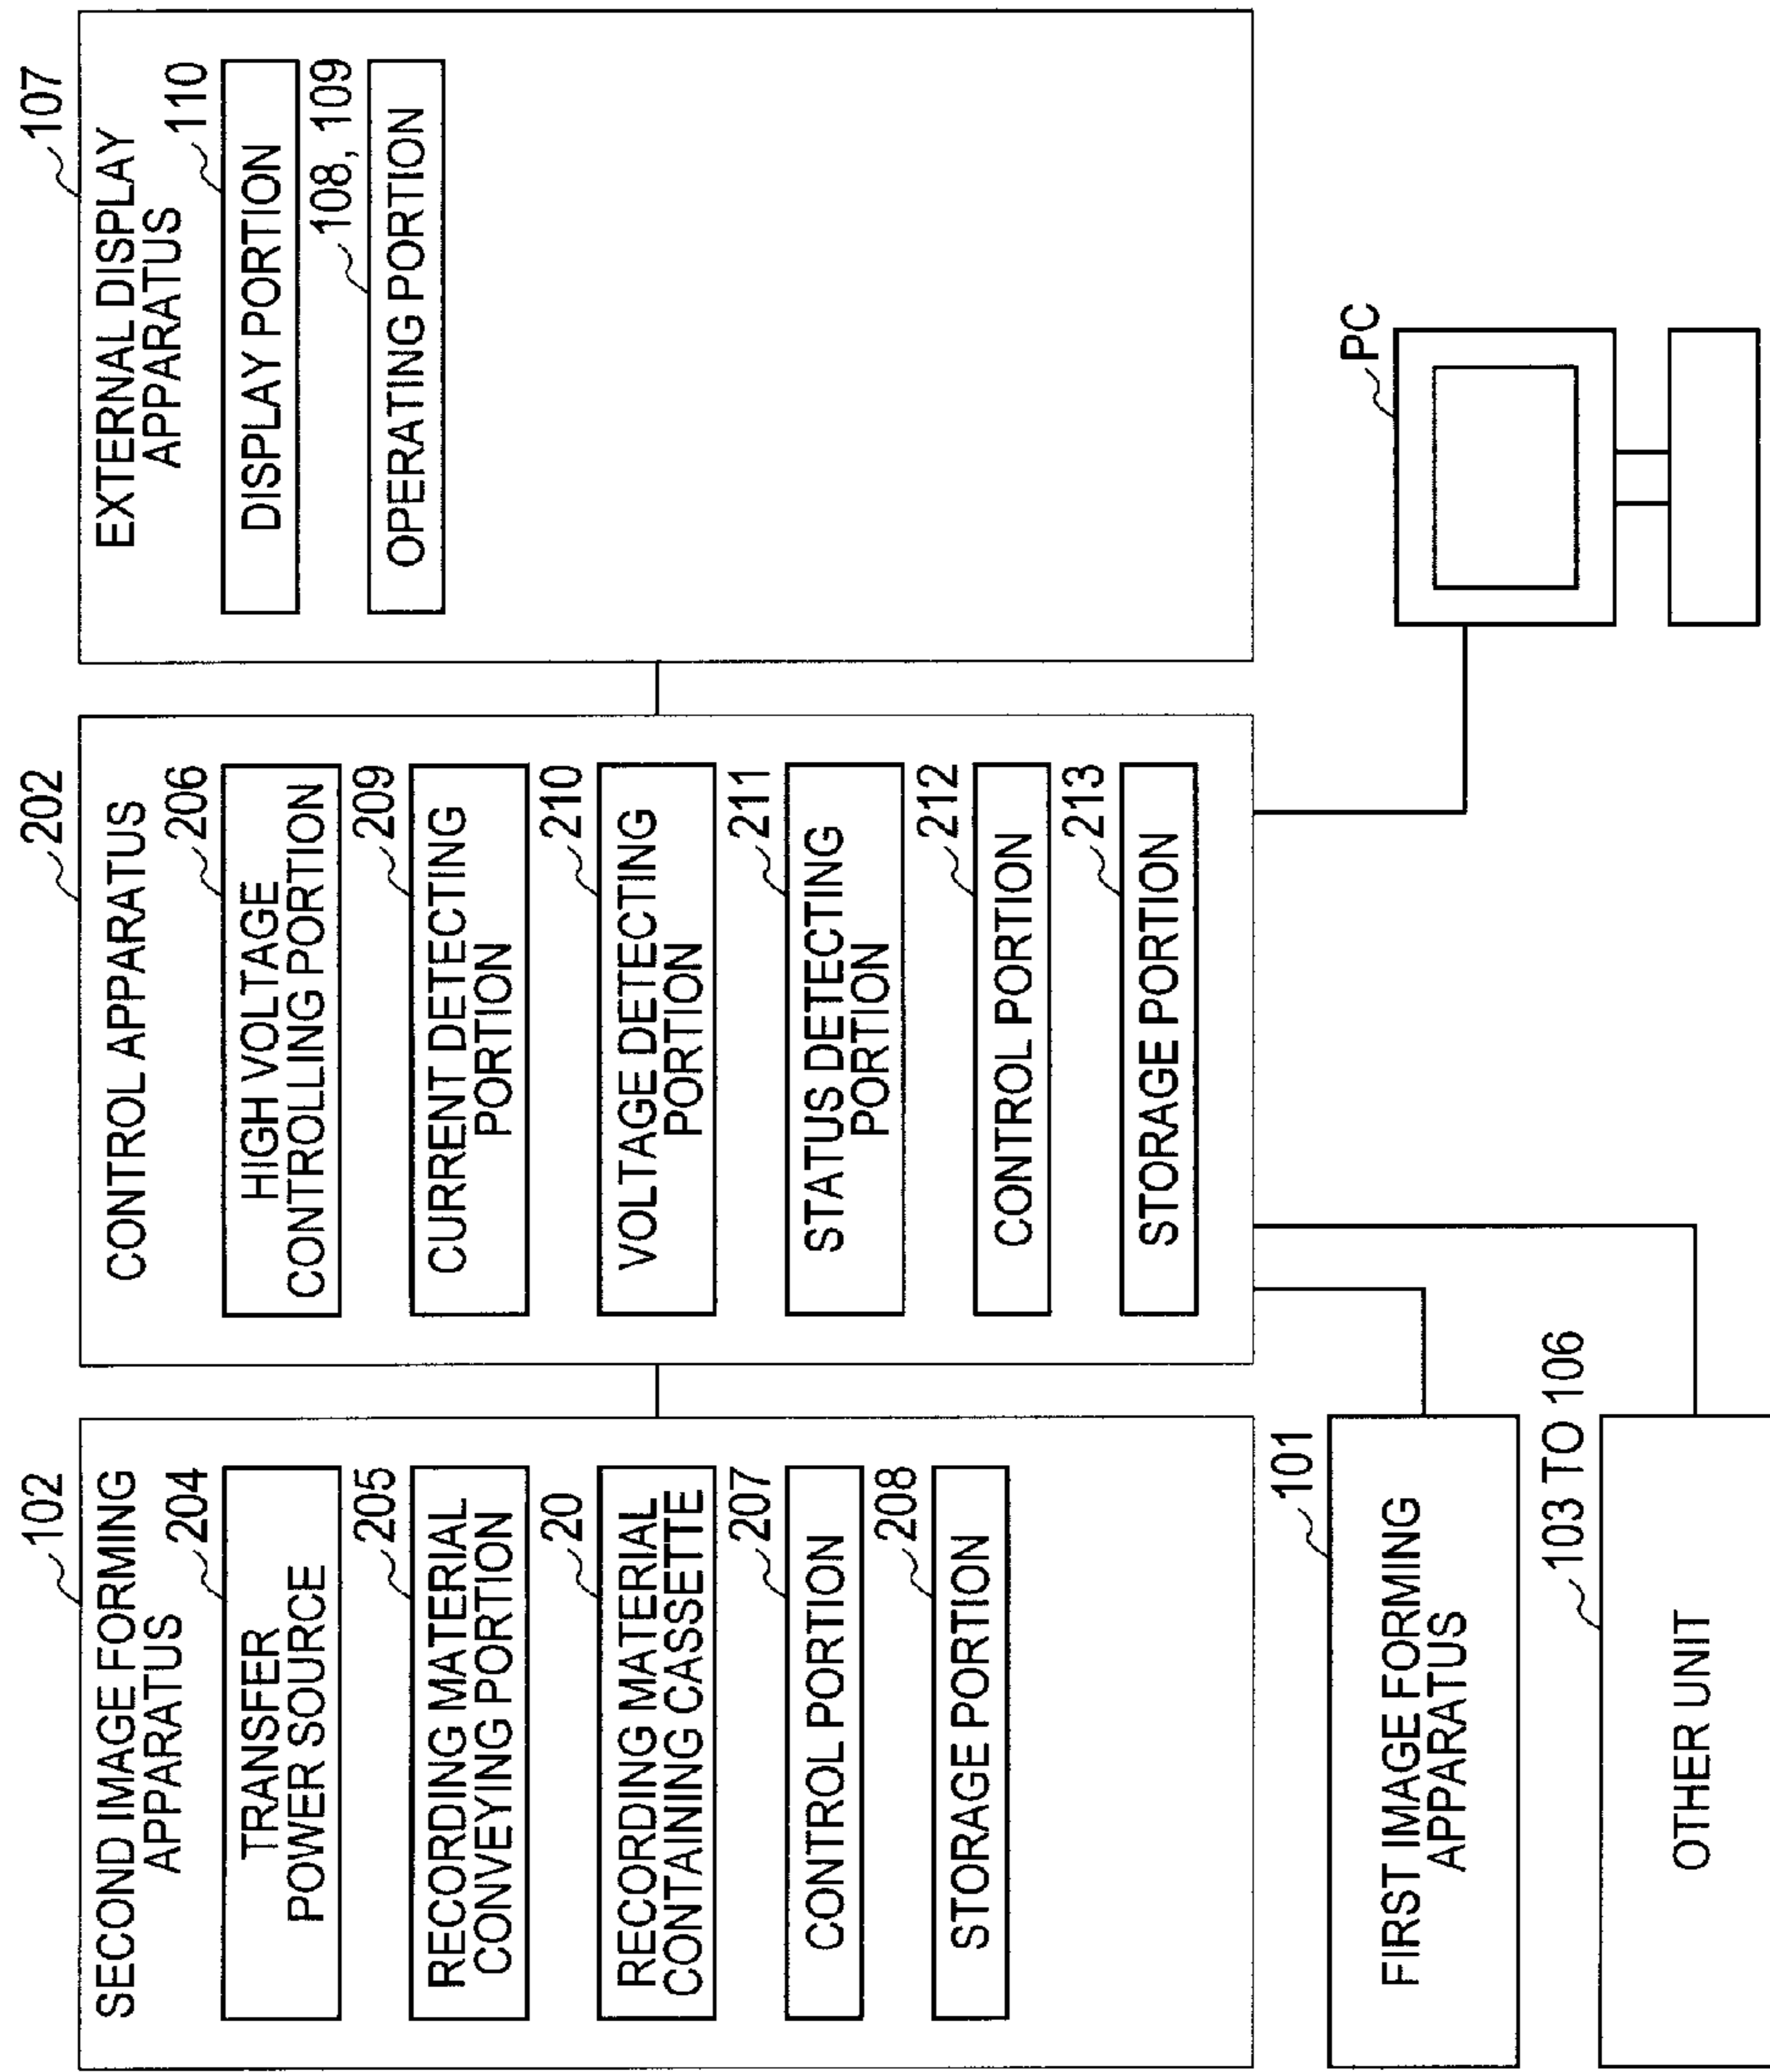 SECOND IMAGE FORMING
APPARATUS
102
TRANSFER
POWER SOURCE
204
RECORDING MATERIAL
CONVEYING PORTION
205
RECORDING MATERIAL
CONTAINING CASSETTE
20
CONTROL PORTION
207
STORAGE PORTION
208
FIRST IMAGE FORMING
APPARATUS
101
OTHER UNIT
103 TO 106
CONTROL APPARATUS
202
HIGH VOLTAGE
CONTROLLING PORTION
206
CURRENT DETECTING
PORTION
209
VOLTAGE DETECTING
PORTION
210
STATUS DETECTING
PORTION
211
CONTROL PORTION
212
STORAGE PORTION
213
EXTERNAL DISPLAY
APPARATUS
107
DISPLAY PORTION
110
OPERATING PORTION
108, 109
PC